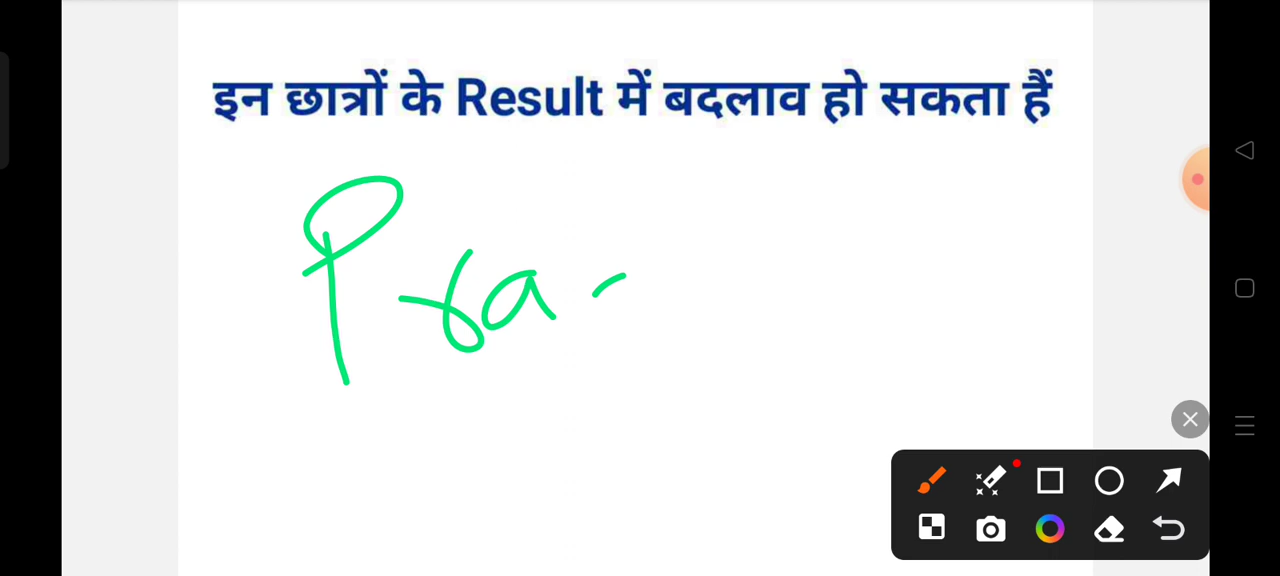 इन छात्रों के Result में बदलाव हो सकता हैं
Pra